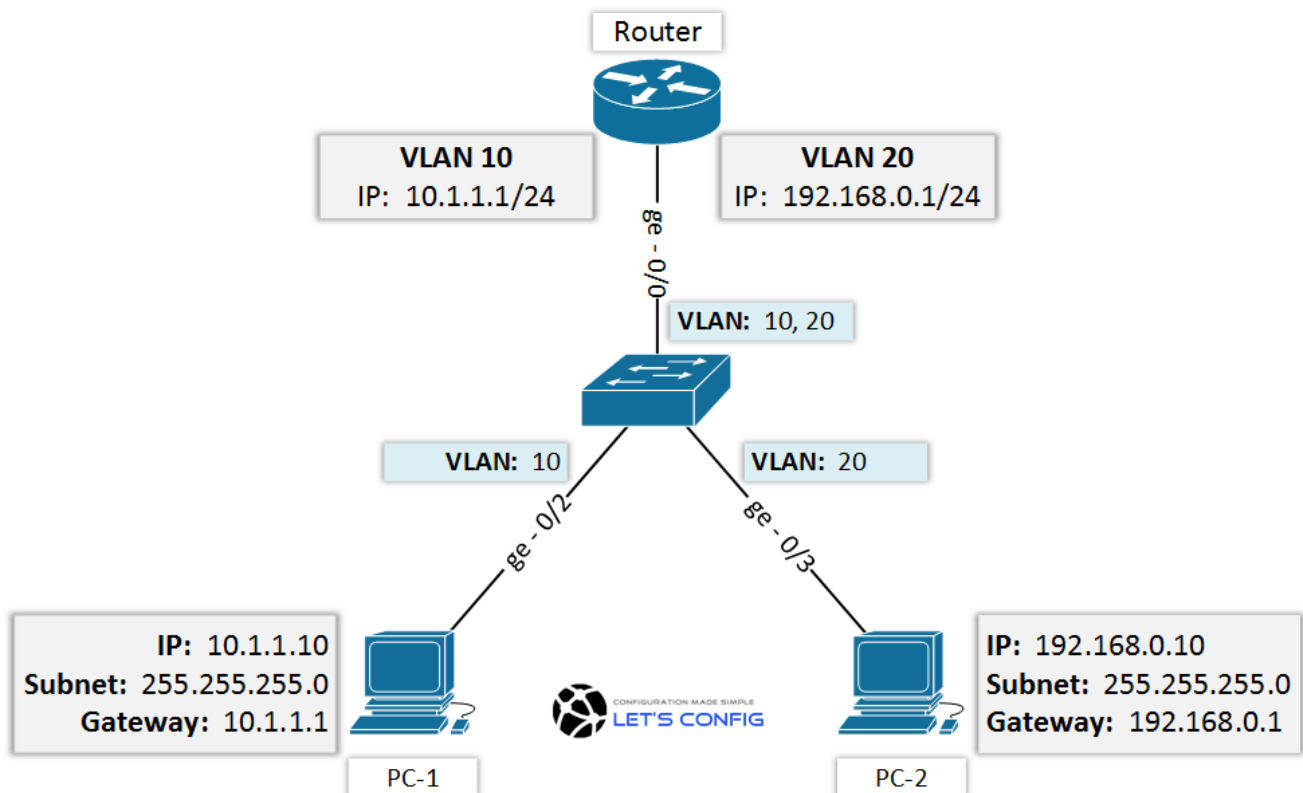 Router
VLAN 10
IP: 10.1.1.1/24
VLAN 20
IP: 192.168.0.1/24
ge - 0/0
VLAN: 10, 20
VLAN: 10
VLAN: 20
ge - 0/2
ge - 0/3
IP: 10.1.1.10
Subnet: 255.255.255.0
Gateway: 10.1.1.1
CONFIGURATION MADE SIMPLE
LET'S CONFIG
IP: 192.168.0.10
Subnet: 255.255.255.0
Gateway: 192.168.0.1
PC-1
PC-2